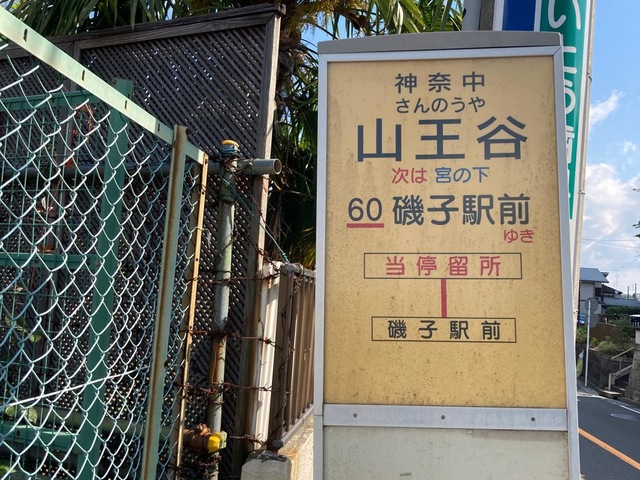 神奈中
さんのうや
山王谷
次は 宮の下
60 磯子駅前
ゆき
当停留所
磯子駅前